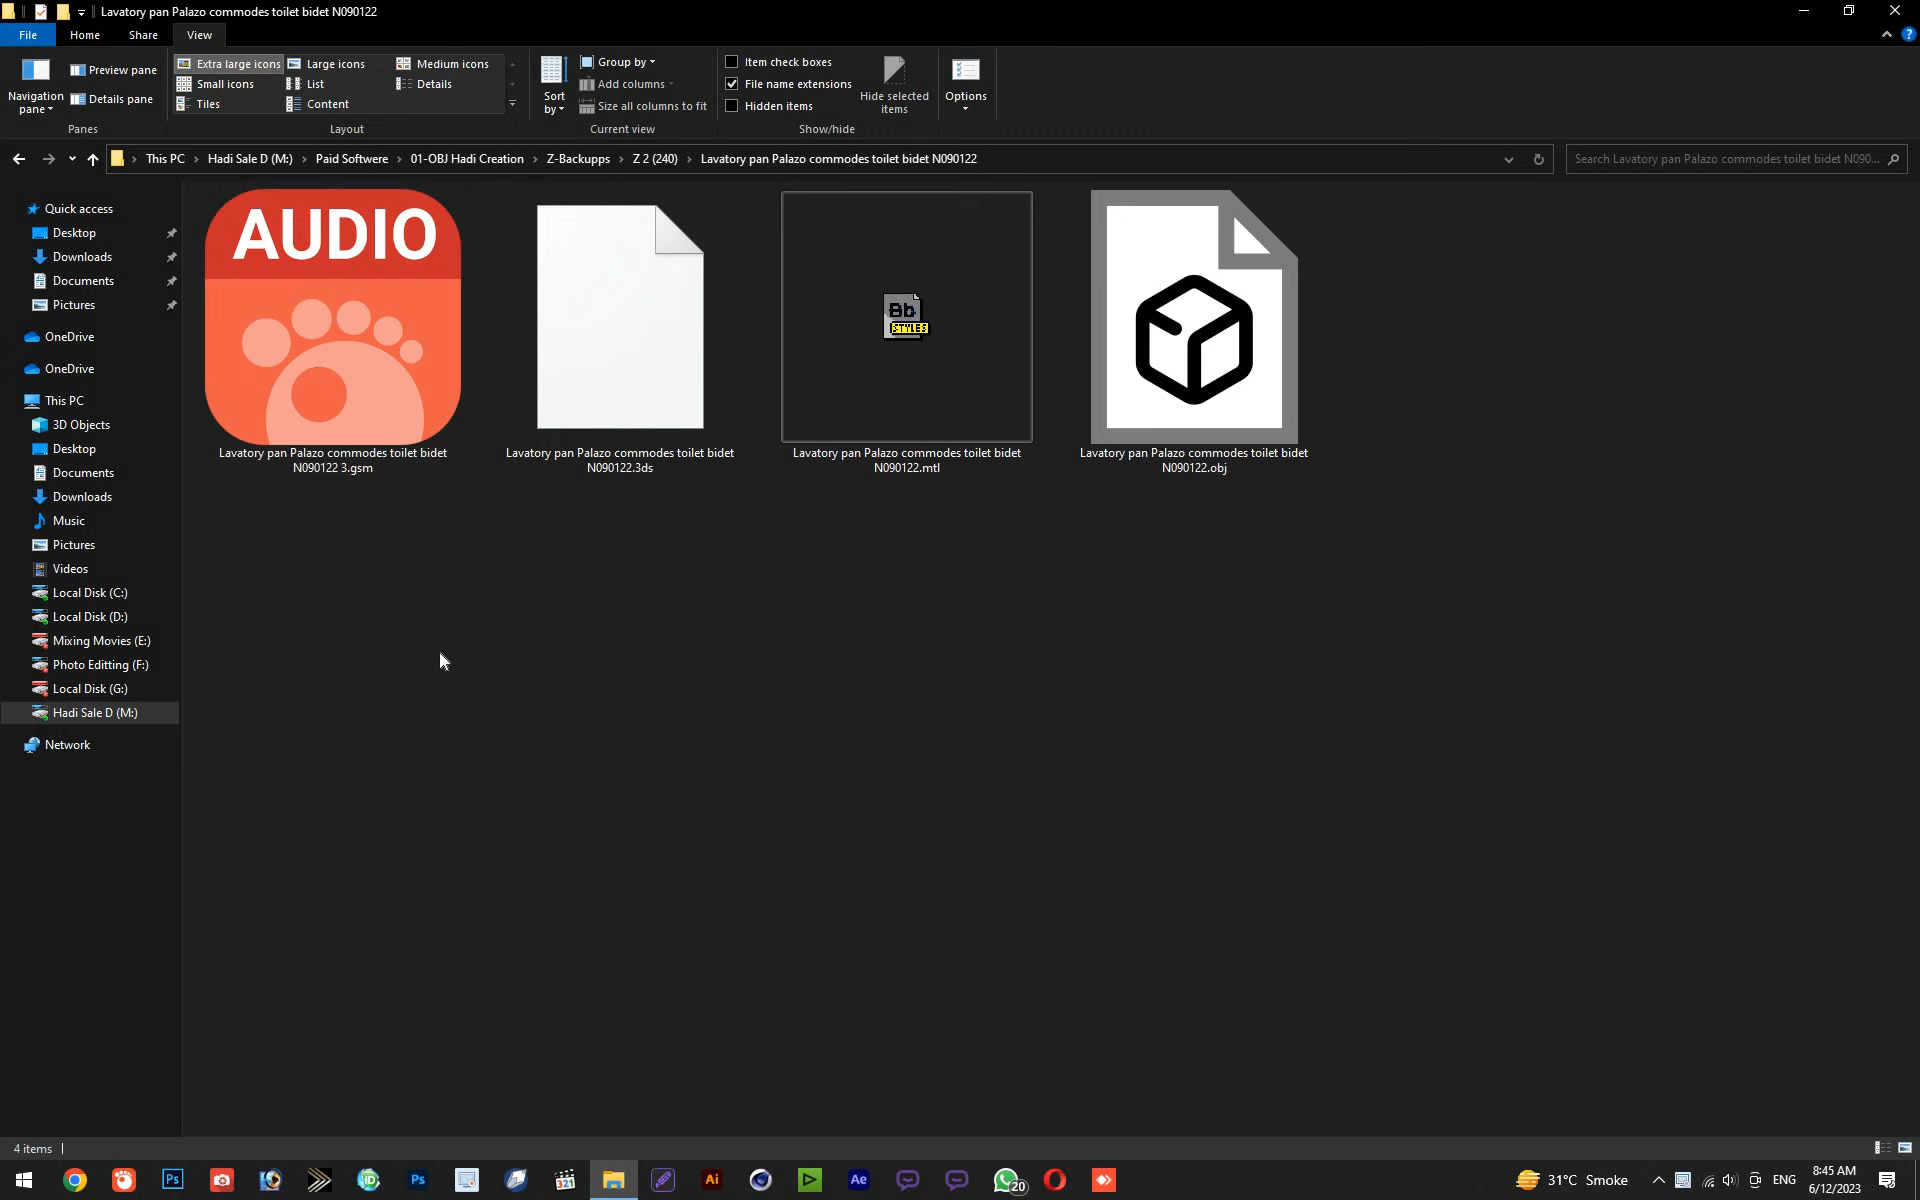 Lavatory pan Palazo commodes toilet bidet N090122
File Home Share View
Navigation pane
Preview pane
Details pane
Panes
Extra large icons Large icons Medium icons
Small icons List Details
Tiles Content
Layout
Sort by
Group by
Add columns
Size all columns to fit
Current view
Item check boxes
File name extensions
Hidden items
Hide selected items
Show/hide
Options
This PC Hadi Sale D (M:) Paid Softwere 01-OBJ Hadi Creation Z-Backupps Z 2 (240) Lavatory pan Palazo commodes toilet bidet N090122
Search Lavatory pan Palazo commodes toilet bidet N090...
Quick access
Desktop
Downloads
Documents
Pictures
OneDrive
OneDrive
This PC
3D Objects
Desktop
Documents
Downloads
Music
Pictures
Videos
Local Disk (C:)
Local Disk (D:)
Mixing Movies (E:)
Photo Editting (F:)
Local Disk (G:)
Hadi Sale D (M:)
Network
AUDIO
Lavatory pan Palazo commodes toilet bidet
N090122 3.gsm
Lavatory pan Palazo commodes toilet bidet
N090122.3ds
Bb
STYLES
Lavatory pan Palazo commodes toilet bidet
N090122.mtl
Lavatory pan Palazo commodes toilet bidet
N090122.obj
4 items
Ps
iD
Ps
321
Ai
Ae
20
31°C Smoke
ENG
8:45 AM
6/12/2023